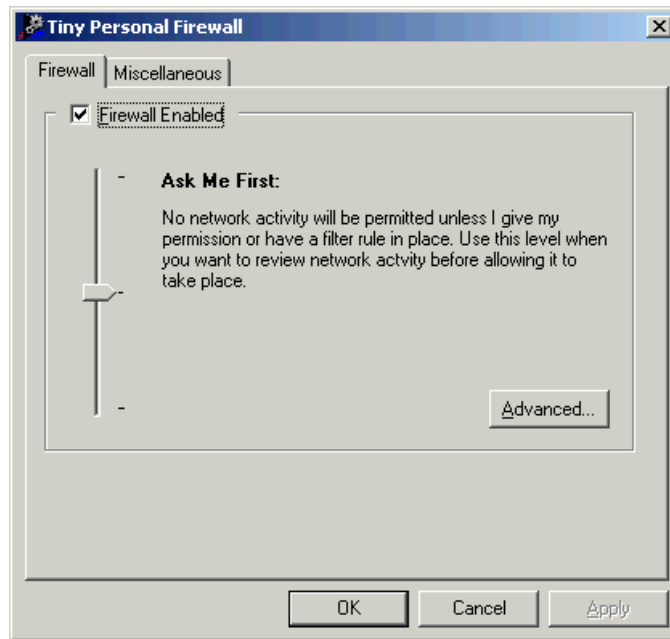 Tiny Personal Firewall
Firewall Miscellaneous
Firewall Enabled
Ask Me First:
No network activity will be permitted unless I give my
permission or have a filter rule in place. Use this level when
you want to review network actvity before allowing it to
take place.
Advanced...
OK Cancel Apply